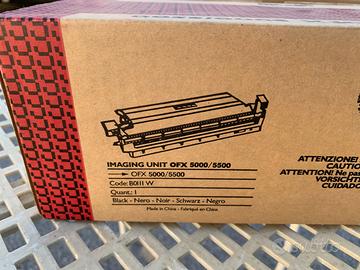 IMAGING UNIT OFX 5000/5500
OFX 5000/5500
Code: B0111 W
Quant.: 1
Black - Nero - Noir - Schwarz - Negro
Made in China - Fabriqué en Chine
ATTENZIONE!
CAUTIO
ATTENTION! Ne pa
VORSICHT
CUIDADO